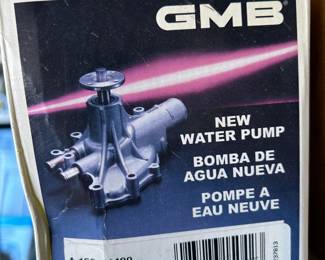 GMB
NEW
WATER PUMP
BOMBA DE
AGUA NUEVA
POMPE A
EAU NEUVE